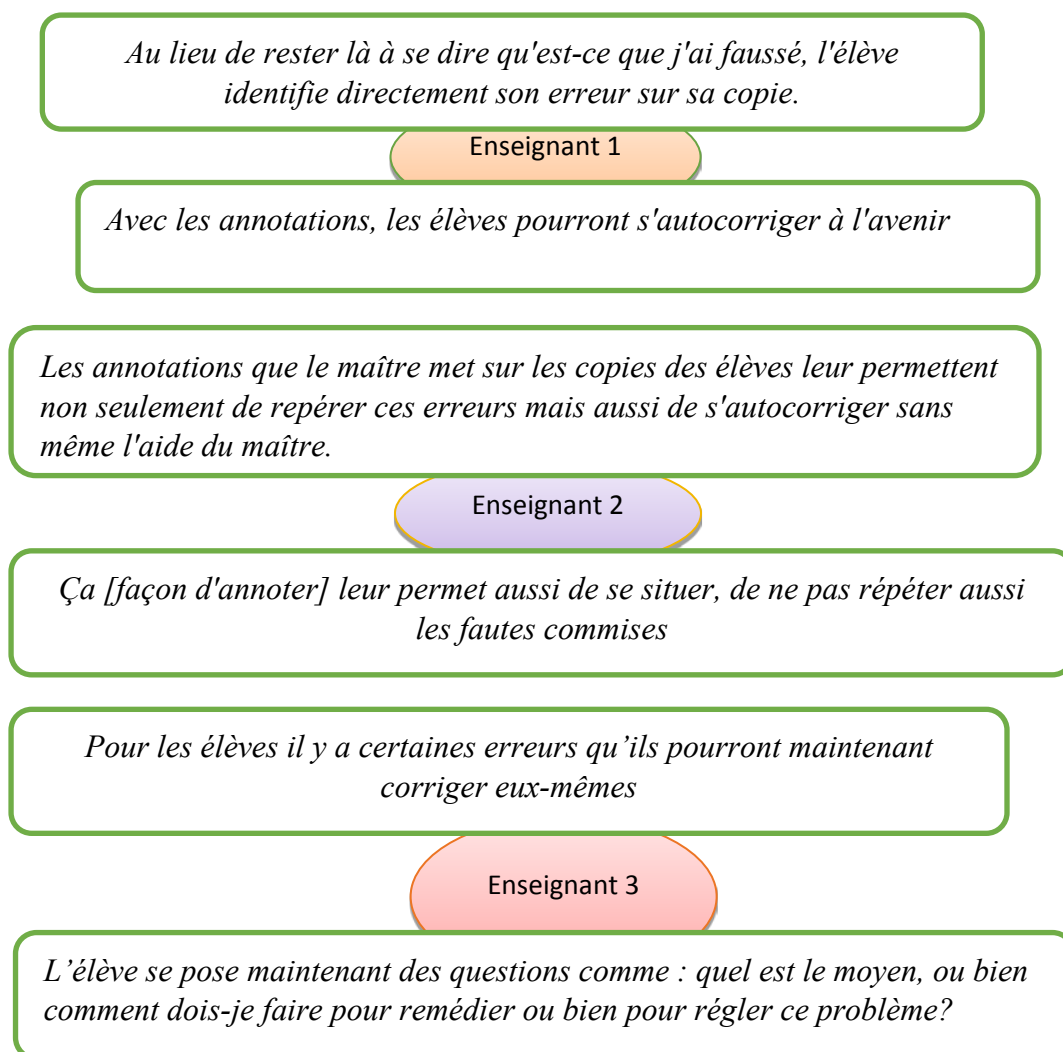 Au lieu de rester là à se dire qu'est-ce que j'ai faussé, l'élève
identifie directement son erreur sur sa copie.
Enseignant 1
Avec les annotations, les élèves pourront s'autocorriger à l'avenir
Les annotations que le maître met sur les copies des élèves leur permettent
non seulement de repérer ces erreurs mais aussi de s'autocorriger sans
même l'aide du maître.
Enseignant 2
Ça [façon d'annoter] leur permet aussi de se situer, de ne pas répéter aussi
les fautes commises
Pour les élèves il y a certaines erreurs qu’ils pourront maintenant
corriger eux-mêmes
Enseignant 3
L’élève se pose maintenant des questions comme : quel est le moyen, ou bien
comment dois-je faire pour remédier ou bien pour régler ce problème?